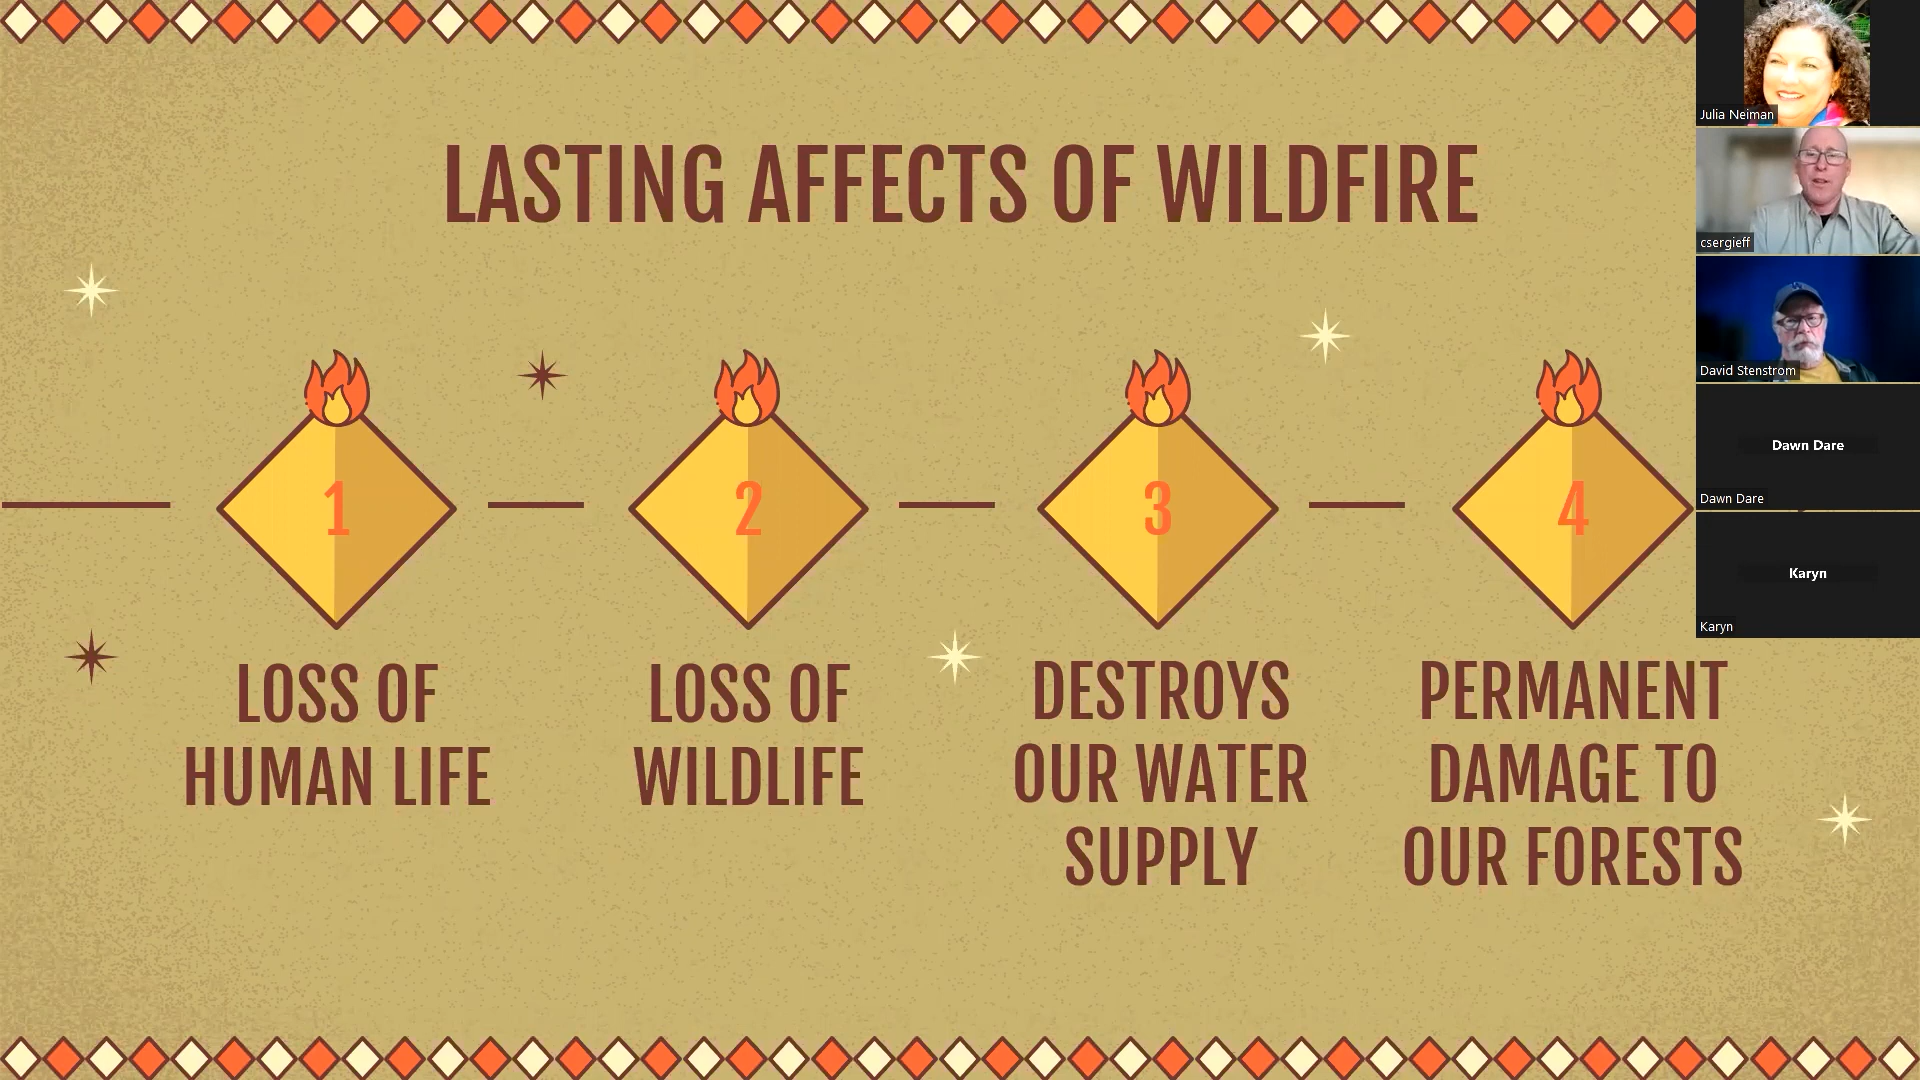 LASTING AFFECTS OF WILDFIRE
1
2
3
4
LOSS OF
HUMAN LIFE
LOSS OF
WILDLIFE
DESTROYS
OUR WATER
SUPPLY
PERMANENT
DAMAGE TO
OUR FORESTS
Julia Neiman
csergieff
David Stenstrom
Dawn Dare
Dawn Dare
Karyn
Karyn